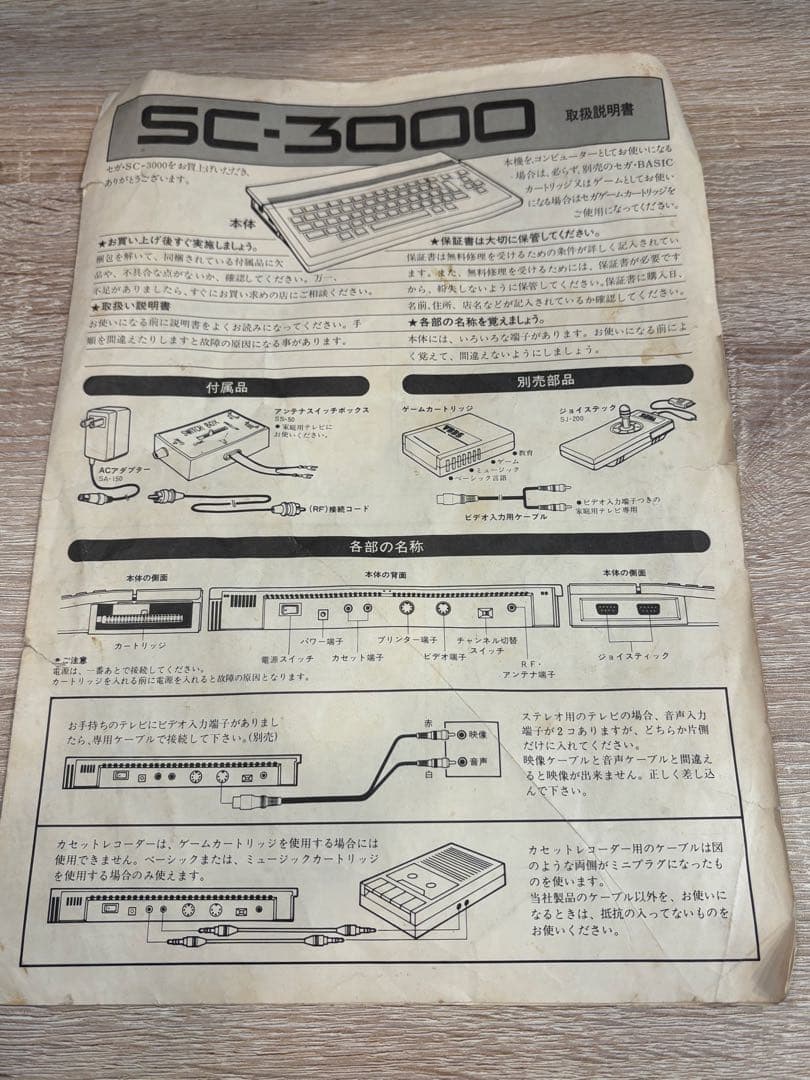 SC-3000
取扱説明書
セガ・SC-3000をお買上げいただき、
ありがとうございます。
本機を、コンピューターとしてお使いになる
場合は、必らず、別売のセガ・BASIC
カートリッジ又はゲームとしてお使い
になる場合はセガゲームカートリッジを
ご使用になってください。
本体
★お買い上げ後すぐ実施しましょう。
梱包を解いて、同梱されている付属品に欠
品や、不具合な点がないか、確認してください。万一、
不足がありましたら、すぐにお買い求めの店にご相談ください。
★取扱い説明書
お使いになる前に説明書をよくお読みになってください。手
順を間違えたりしますと故障の原因になる事があります。
★保証書は大切に保管してください。
保証書は無料修理を受けるための条件が詳しく記入されてい
ます。また、無料修理を受けるためには、保証書が必要です
から、紛失しないように保管してください。保証書に購入日、
名前、住所、店名などが記入されているか確認してください。
★各部の名称を覚えましょう。
本体には、いろいろな端子があります。お使いになる前によ
く覚えて、間違えないようにしましょう。
付属品
アンテナスイッチボックス
SS-50
●家庭用テレビに
お使いください。
SWITCH BOX
ACアダプター
SA-150
(RF)接続コード
別売部品
ゲームカートリッジ
SEGA
●教育
●ゲーム
●ミュージック
●ベーシック言語
ジョイステック
SJ-200
ビデオ入力用ケーブル
●ビデオ入力端子つきの
家庭用テレビ専用
各部の名称
本体の側面
カートリッジ
本体の背面
パワー端子
プリンター端子
チャンネル切替
スイッチ
電源スイッチ
カセット端子
ビデオ端子
RF・
アンテナ端子
本体の側面
ジョイスティック
●ご注意
電源は、一番あとで接続してください。
カートリッジを入れる前に電源を入れると故障の原因となります。
お手持ちのテレビにビデオ入力端子がありまし
たら、専用ケーブルで接続して下さい。(別売)
赤
映像
白
音声
ステレオ用のテレビの場合、音声入力
端子が2コありますが、どちらか片側
だけに入れてください。
映像ケーブルと音声ケーブルと間違え
ると映像が出来ません。正しく差し込
んで下さい。
カセットレコーダーは、ゲームカートリッジを使用する場合には
使用できません。ベーシックまたは、ミュージックカートリッジ
を使用する場合のみ使えます。
カセットレコーダー用のケーブルは図
のような両側がミニプラグになったも
のを使います。
当社製品のケーブル以外を、お使いに
なるときは、抵抗の入ってないものを
お使いください。